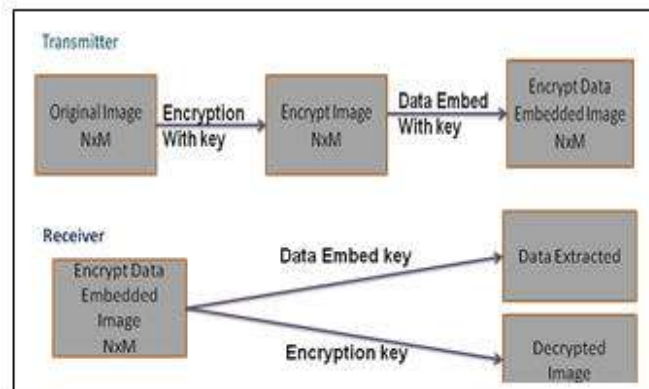 Transmitter
Original Image
NxM
Encryption
With key
Encrypt Image
NxM
Data Embed
With key
Encrypt Data
Embedded Image
NxM
Receiver
Encrypt Data
Embedded
Image
NxM
Data Embed key
Data Extracted
Encryption key
Decrypted
Image